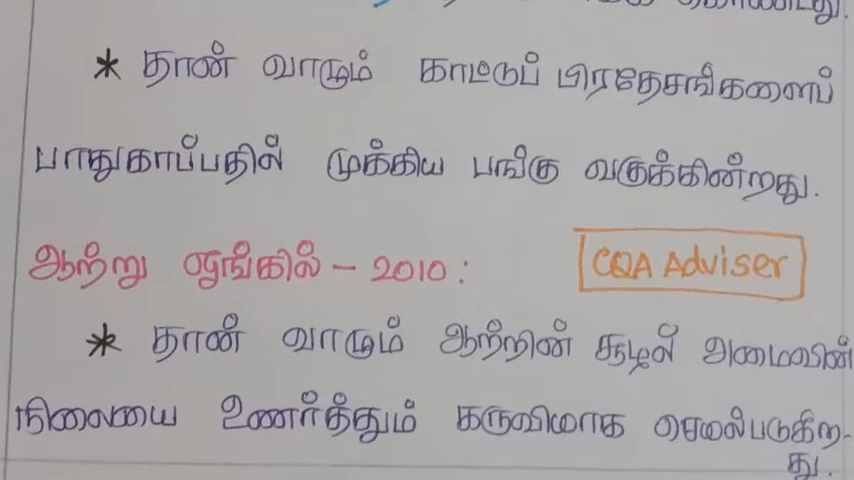 கொண்டது.
* தான் வாழும் காட்டுப் பிரதேசங்களைப்
பாதுகாப்பதில் முக்கிய பங்கு வகுக்கின்றது.
ஆற்று ஓங்கில் – 2010 :
CQA Adviser
* தான் வாழும் ஆற்றின் சூழல் அமைவின்
நிலையை உணர்த்தும் கருவியாக செயல்படுகிற-
து.